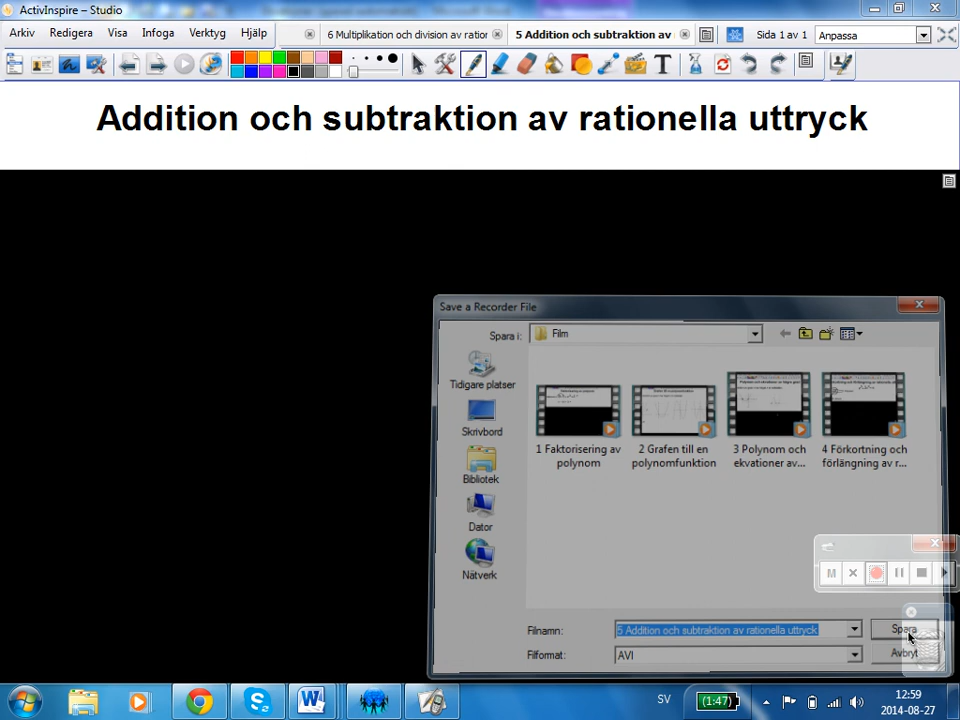 ActivInspire – Studio
Arkiv Redigera Visa Infoga Verktyg Hjälp
6 Multiplikation och division av ration
5 Addition och subtraktion av
Sida 1 av 1
Anpassa
Addition och subtraktion av rationella uttryck
Save a Recorder File
Spara i: Film
Tidigare platser
Skrivbord
Bibliotek
Dator
Nätverk
1 Faktorisering av
polynom
2 Grafen till en
polynomfunktion
3 Polynom och
ekvationer av...
4 Förkortning och
förlängning av r...
M
Filnamn: 5 Addition och subtraktion av rationella uttryck
Spara
Filformat: AVI
Avbryt
SV
(1:47)
12:59
2014-08-27